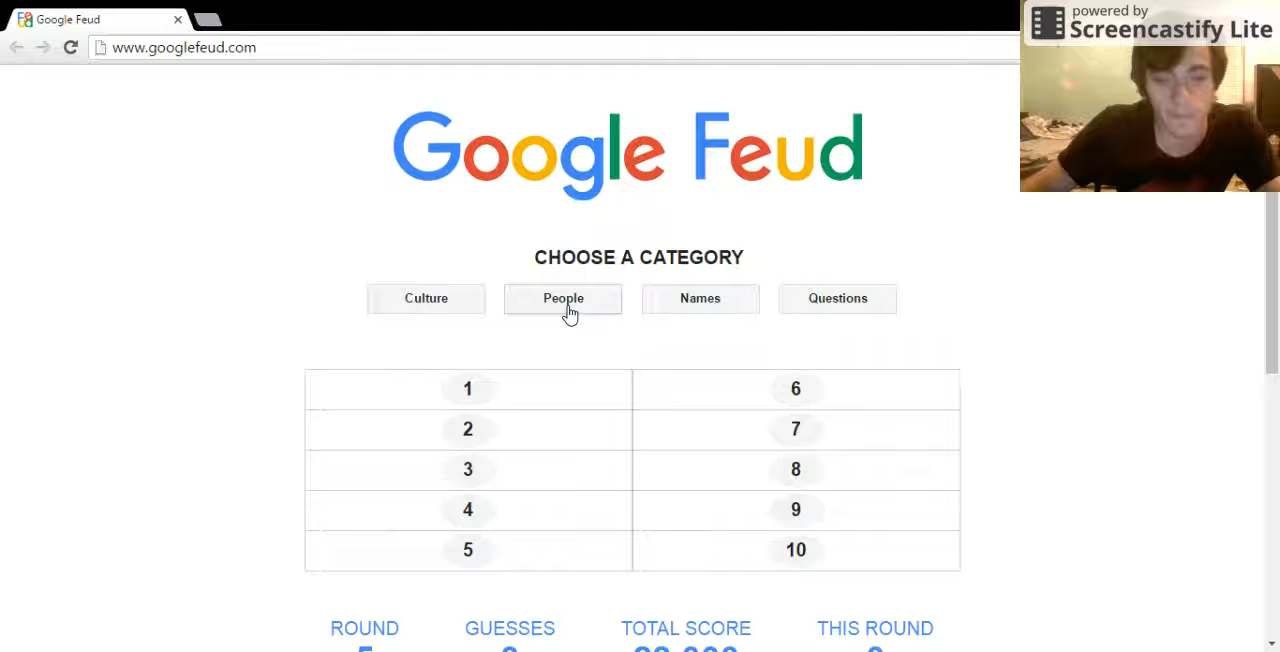 Google Feud
www.googlefeud.com
powered by
Screencastify Lite
Google Feud
CHOOSE A CATEGORY
Culture
People
Names
Questions
1
6
2
7
3
8
4
9
5
10
ROUND
GUESSES
TOTAL SCORE
THIS ROUND